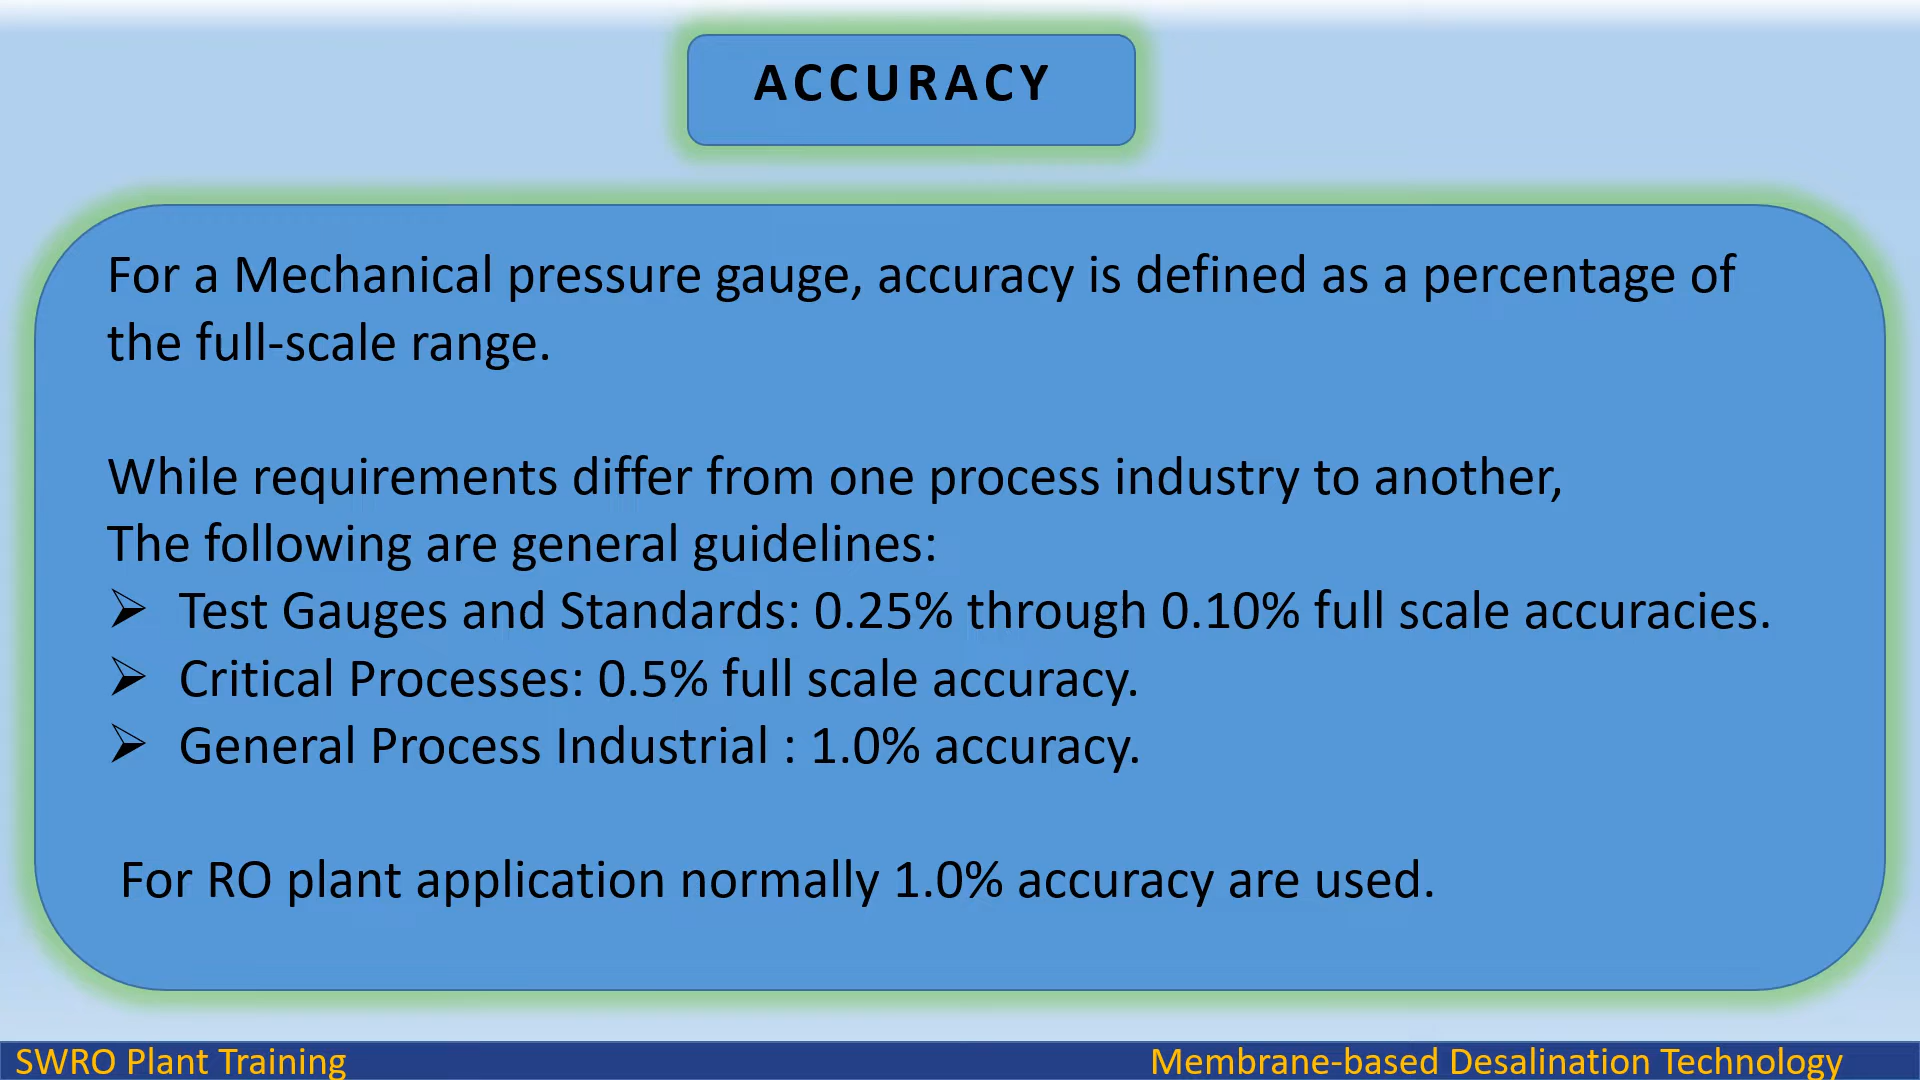 ACCURACY
For a Mechanical pressure gauge, accuracy is defined as a percentage of
the full-scale range.
While requirements differ from one process industry to another,
The following are general guidelines:
➢ Test Gauges and Standards: 0.25% through 0.10% full scale accuracies.
➢ Critical Processes: 0.5% full scale accuracy.
➢ General Process Industrial : 1.0% accuracy.
For RO plant application normally 1.0% accuracy are used.
SWRO Plant Training
Membrane-based Desalination Technology